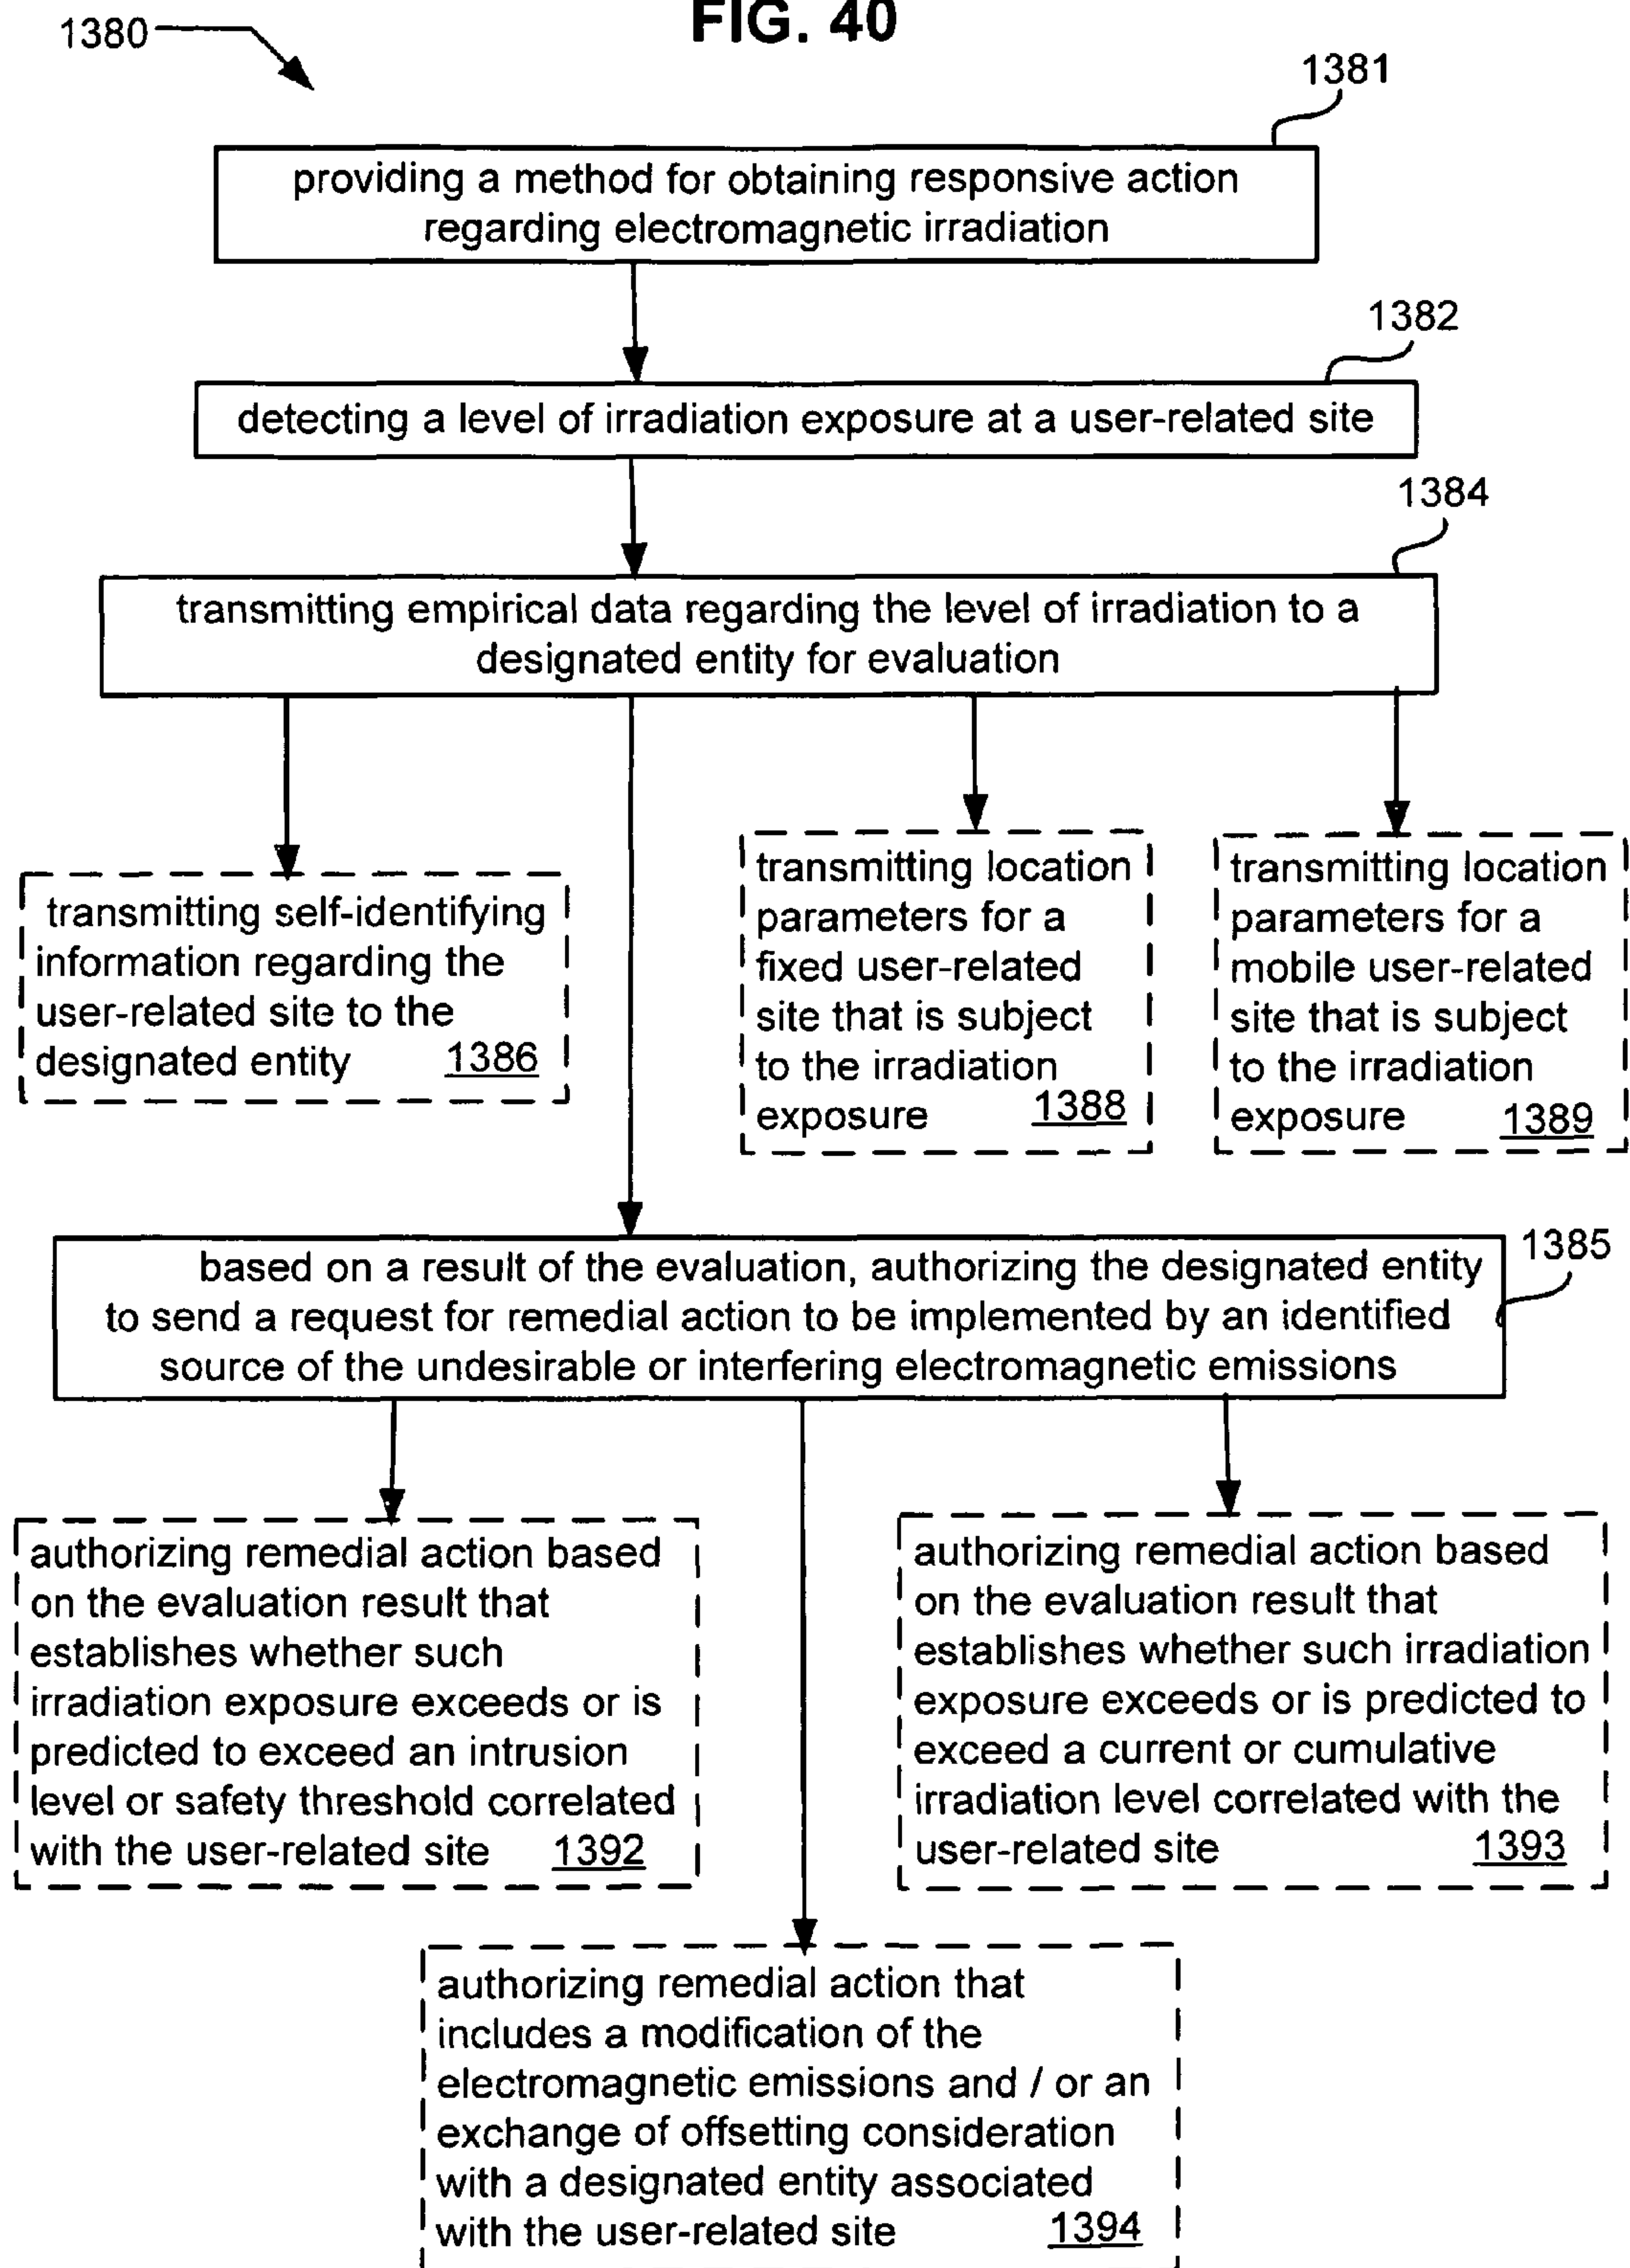 FIG. 40
1380
1381
providing a method for obtaining responsive action
regarding electromagnetic irradiation
1382
detecting a level of irradiation exposure at a user-related site
1384
transmitting empirical data regarding the level of irradiation to a
designated entity for evaluation
transmitting self-identifying
information regarding the
user-related site to the
designated entity 1386
transmitting location
parameters for a
fixed user-related
site that is subject
to the irradiation
exposure 1388
transmitting location
parameters for a
mobile user-related
site that is subject
to the irradiation
exposure 1389
1385
based on a result of the evaluation, authorizing the designated entity
to send a request for remedial action to be implemented by an identified
source of the undesirable or interfering electromagnetic emissions
authorizing remedial action based
on the evaluation result that
establishes whether such
irradiation exposure exceeds or is
predicted to exceed an intrusion
level or safety threshold correlated
with the user-related site 1392
authorizing remedial action based
on the evaluation result that
establishes whether such irradiation
exposure exceeds or is predicted to
exceed a current or cumulative
irradiation level correlated with the
user-related site 1393
authorizing remedial action that
includes a modification of the
electromagnetic emissions and / or an
exchange of offsetting consideration
with a designated entity associated
with the user-related site 1394